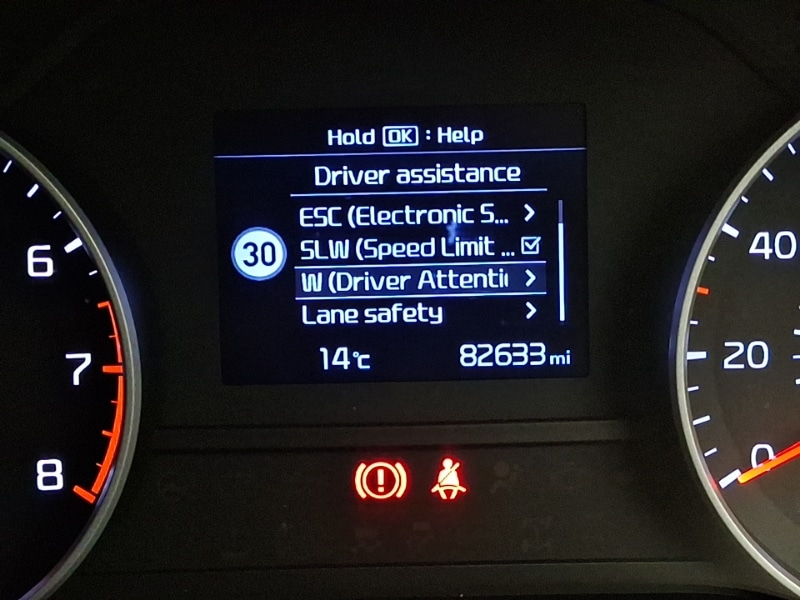 Hold OK : Help
Driver assistance
ESC (Electronic S...
30
SLW (Speed Limit ...
W (Driver Attenti
Lane safety
14°C
82633 mi
6
7
8
40
20
0
!